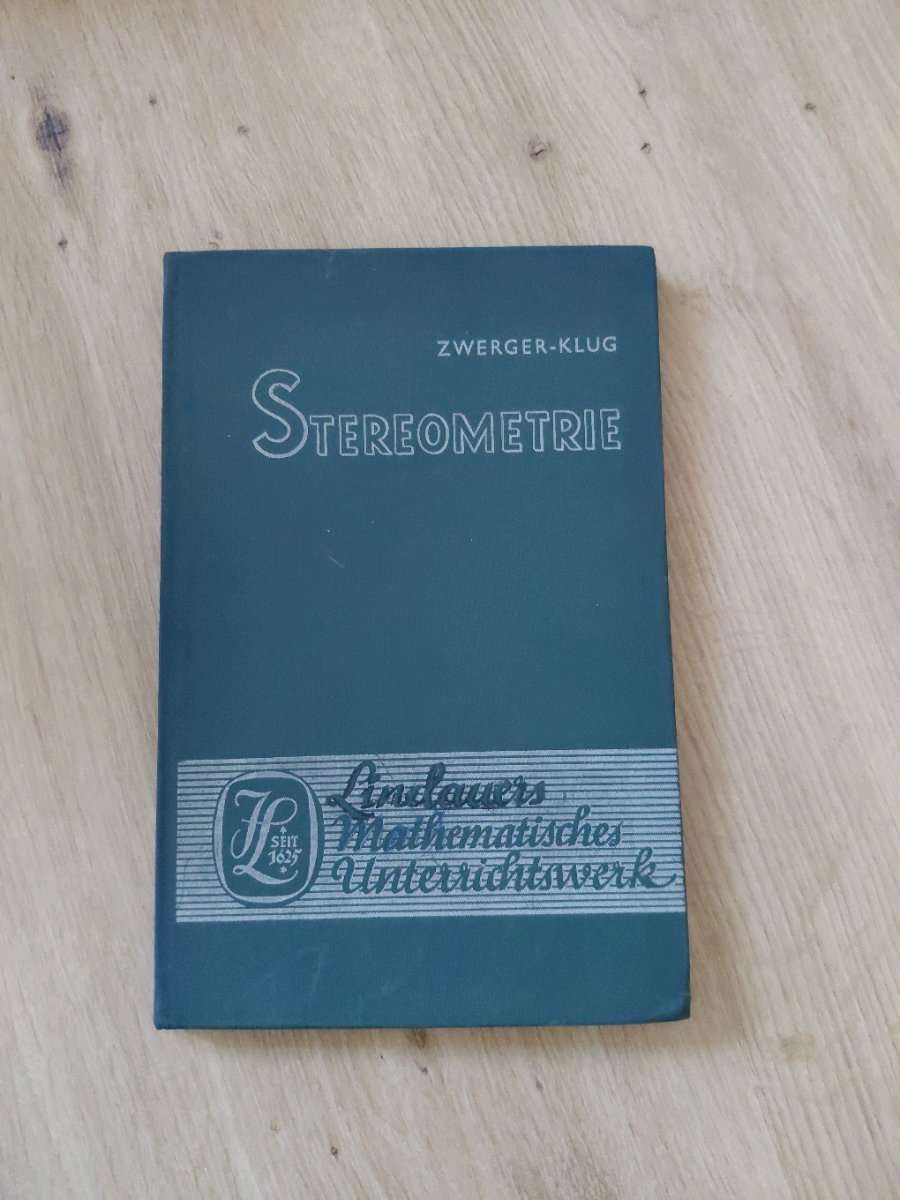 ZWERGER-KLUG
STEREOMETRIE
Lindauers
Mathematisches
Unterrichtswerk
SEIT
1625